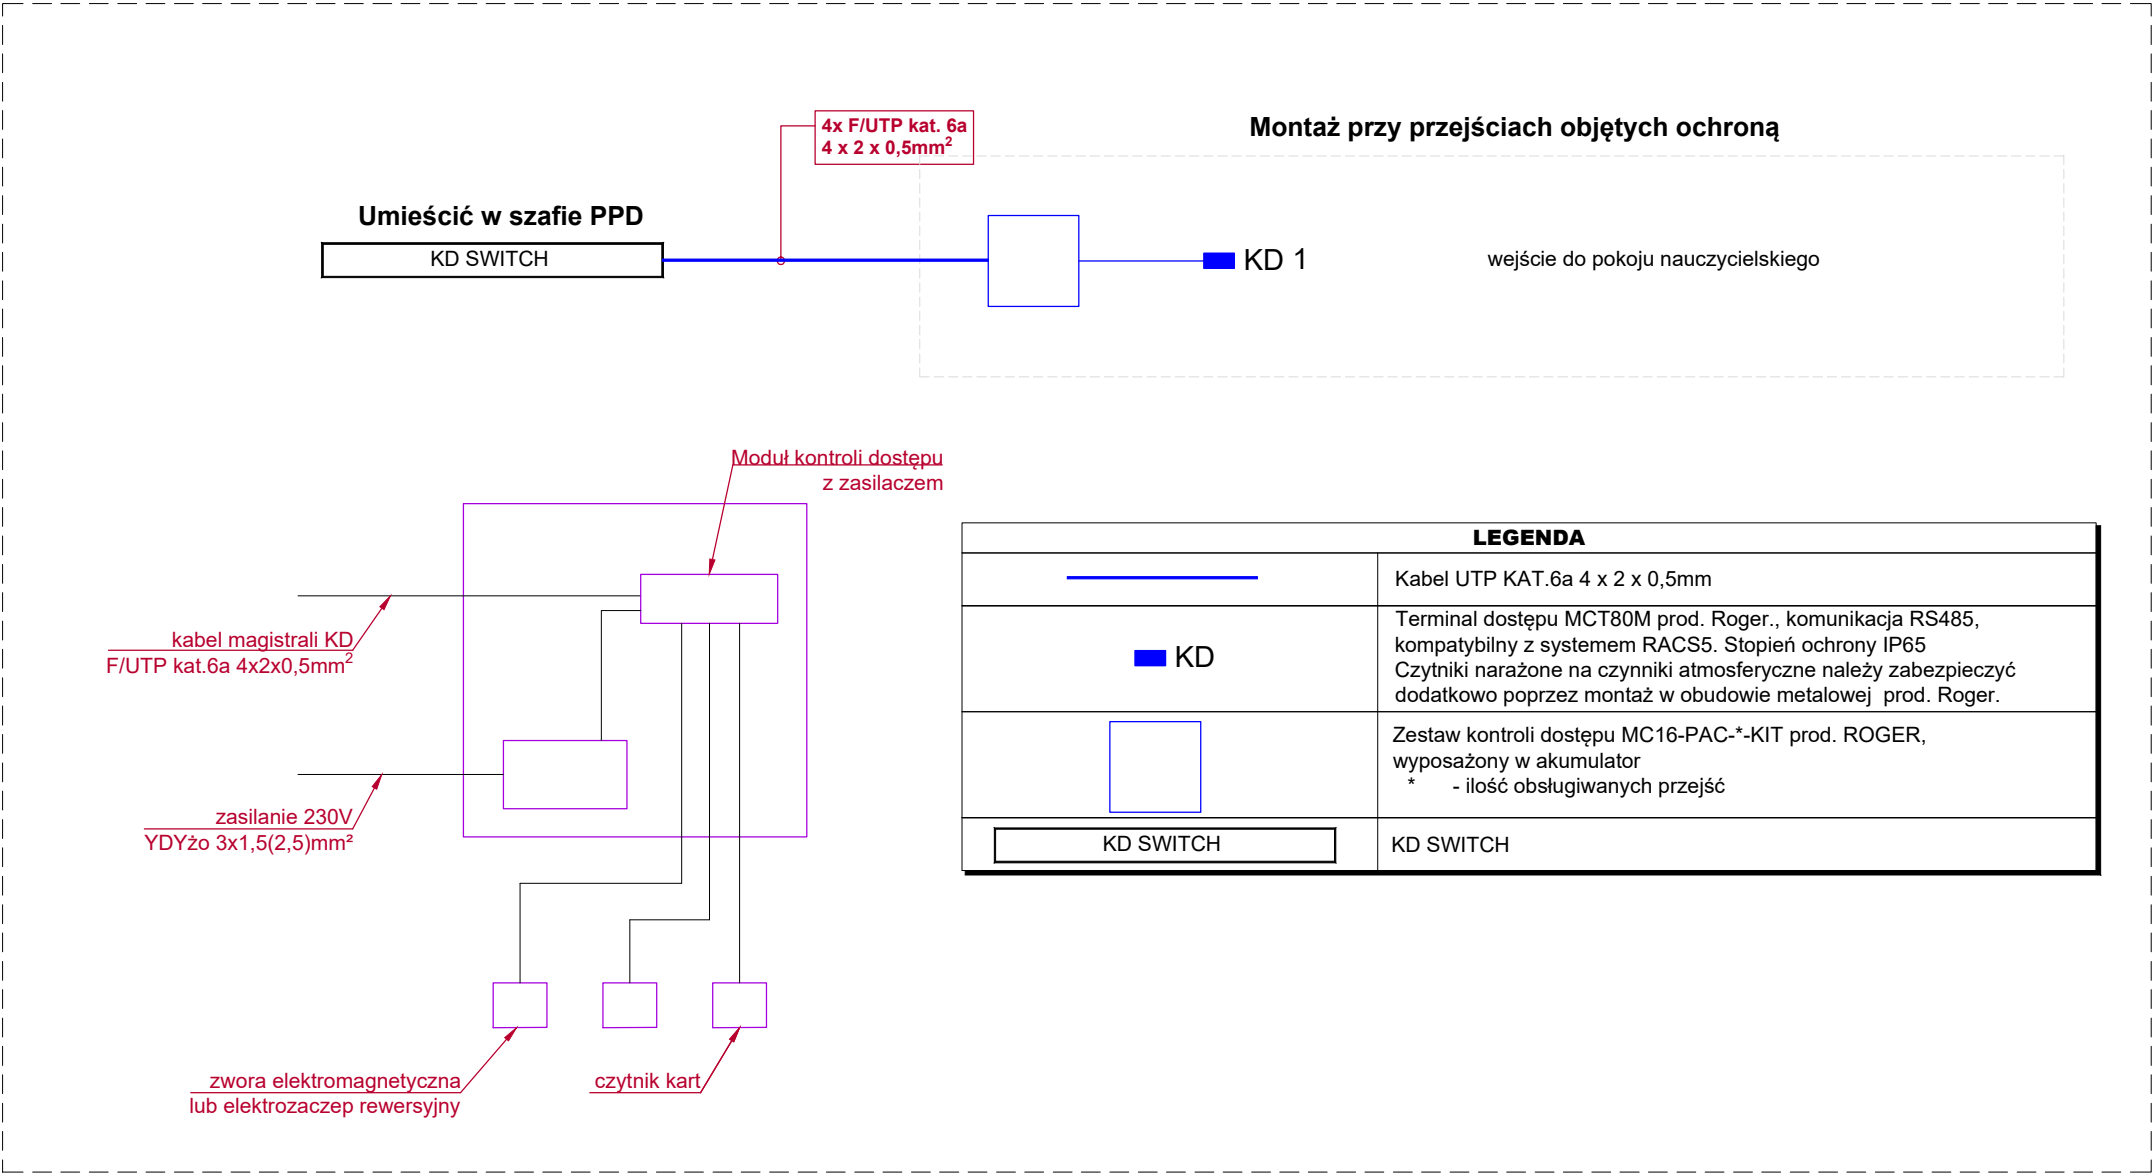 4x F/UTP kat. 6a
4 x 2 x 0,5mm²
Montaż przy przejściach objętych ochroną
Umieścić w szafie PPD
KD SWITCH
KD 1
wejście do pokoju nauczycielskiego
Moduł kontroli dostępu
z zasilaczem
kabel magistrali KD
F/UTP kat.6a 4x2x0,5mm²
zasilanie 230V
YDYżo 3x1,5(2,5)mm²
zwora elektromagnetyczna
lub elektrozaczep rewersyjny
czytnik kart
LEGENDA
Kabel UTP KAT.6a 4 x 2 x 0,5mm
KD
Terminal dostępu MCT80M prod. Roger., komunikacja RS485,
kompatybilny z systemem RACS5. Stopień ochrony IP65
Czytniki narażone na czynniki atmosferyczne należy zabezpieczyć
dodatkowo poprzez montaż w obudowie metalowej prod. Roger.
Zestaw kontroli dostępu MC16-PAC-*-KIT prod. ROGER,
wyposażony w akumulator
* - ilość obsługiwanych przejść
KD SWITCH
KD SWITCH